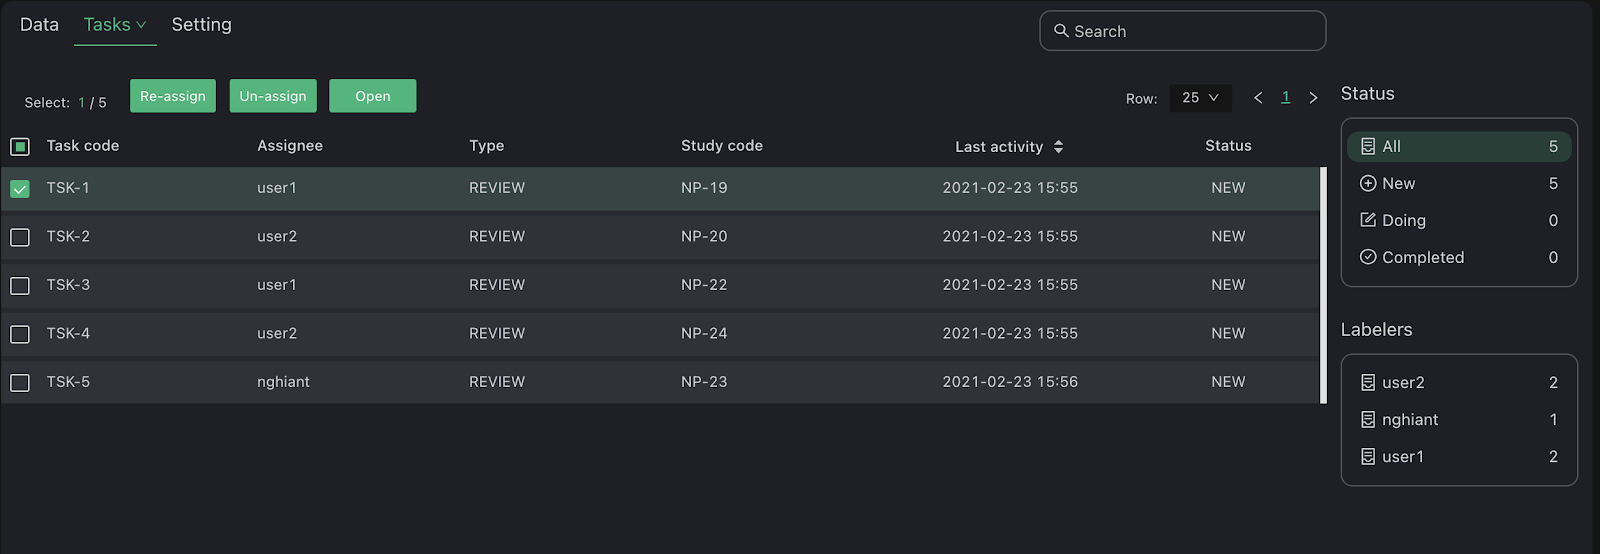 Data Tasks Setting
Search
Select: 1 / 5 Re-assign Un-assign Open
Row: 25 1
Task code Assignee Type Study code Last activity Status
TSK-1 user1 REVIEW NP-19 2021-02-23 15:55 NEW
TSK-2 user2 REVIEW NP-20 2021-02-23 15:55 NEW
TSK-3 user1 REVIEW NP-22 2021-02-23 15:55 NEW
TSK-4 user2 REVIEW NP-24 2021-02-23 15:55 NEW
TSK-5 nghiant REVIEW NP-23 2021-02-23 15:56 NEW
Status
All 5
New 5
Doing 0
Completed 0
Labelers
user2 2
nghiant 1
user1 2